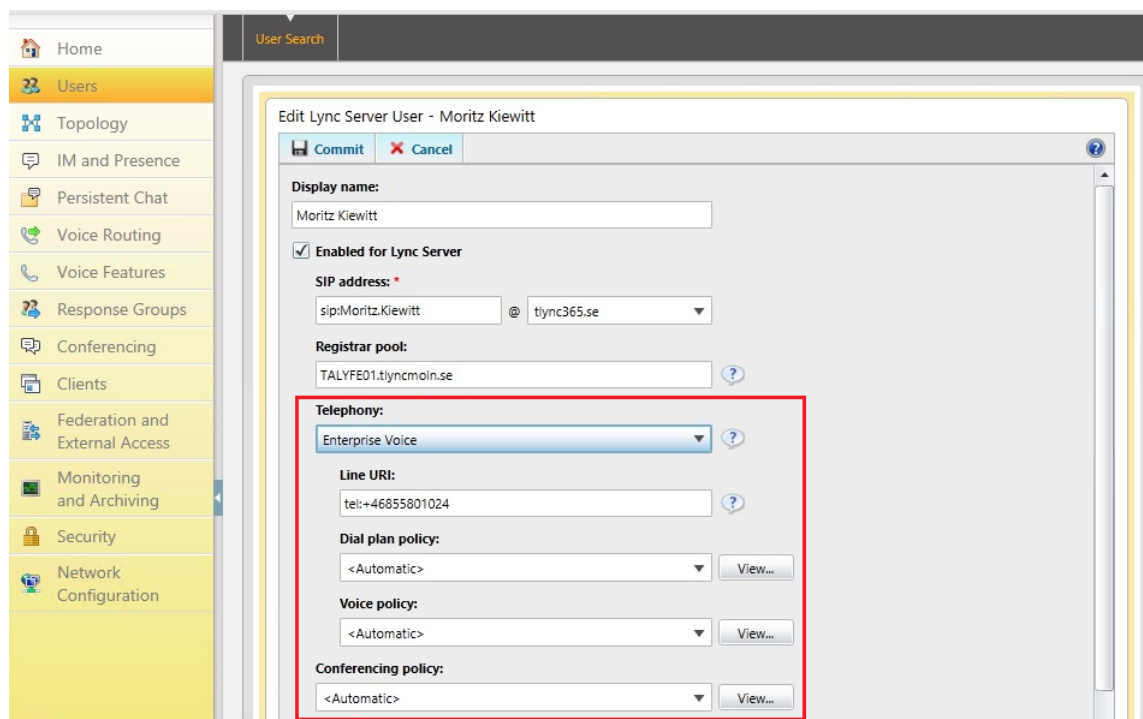 Home
Users
Topology
IM and Presence
Persistent Chat
Voice Routing
Voice Features
Response Groups
Conferencing
Clients
Federation and
External Access
Monitoring
and Archiving
Security
Network
Configuration
User Search
Edit Lync Server User - Moritz Kiewitt
Commit
Cancel
Display name:
Moritz Kiewitt
Enabled for Lync Server
SIP address: *
sip:Moritz.Kiewitt @ tlync365.se
Registrar pool:
TALYFE01.tlyncmoln.se
Telephony:
Enterprise Voice
Line URI:
tel:+46855801024
Dial plan policy:
<Automatic> View...
Voice policy:
<Automatic> View...
Conferencing policy:
<Automatic> View...